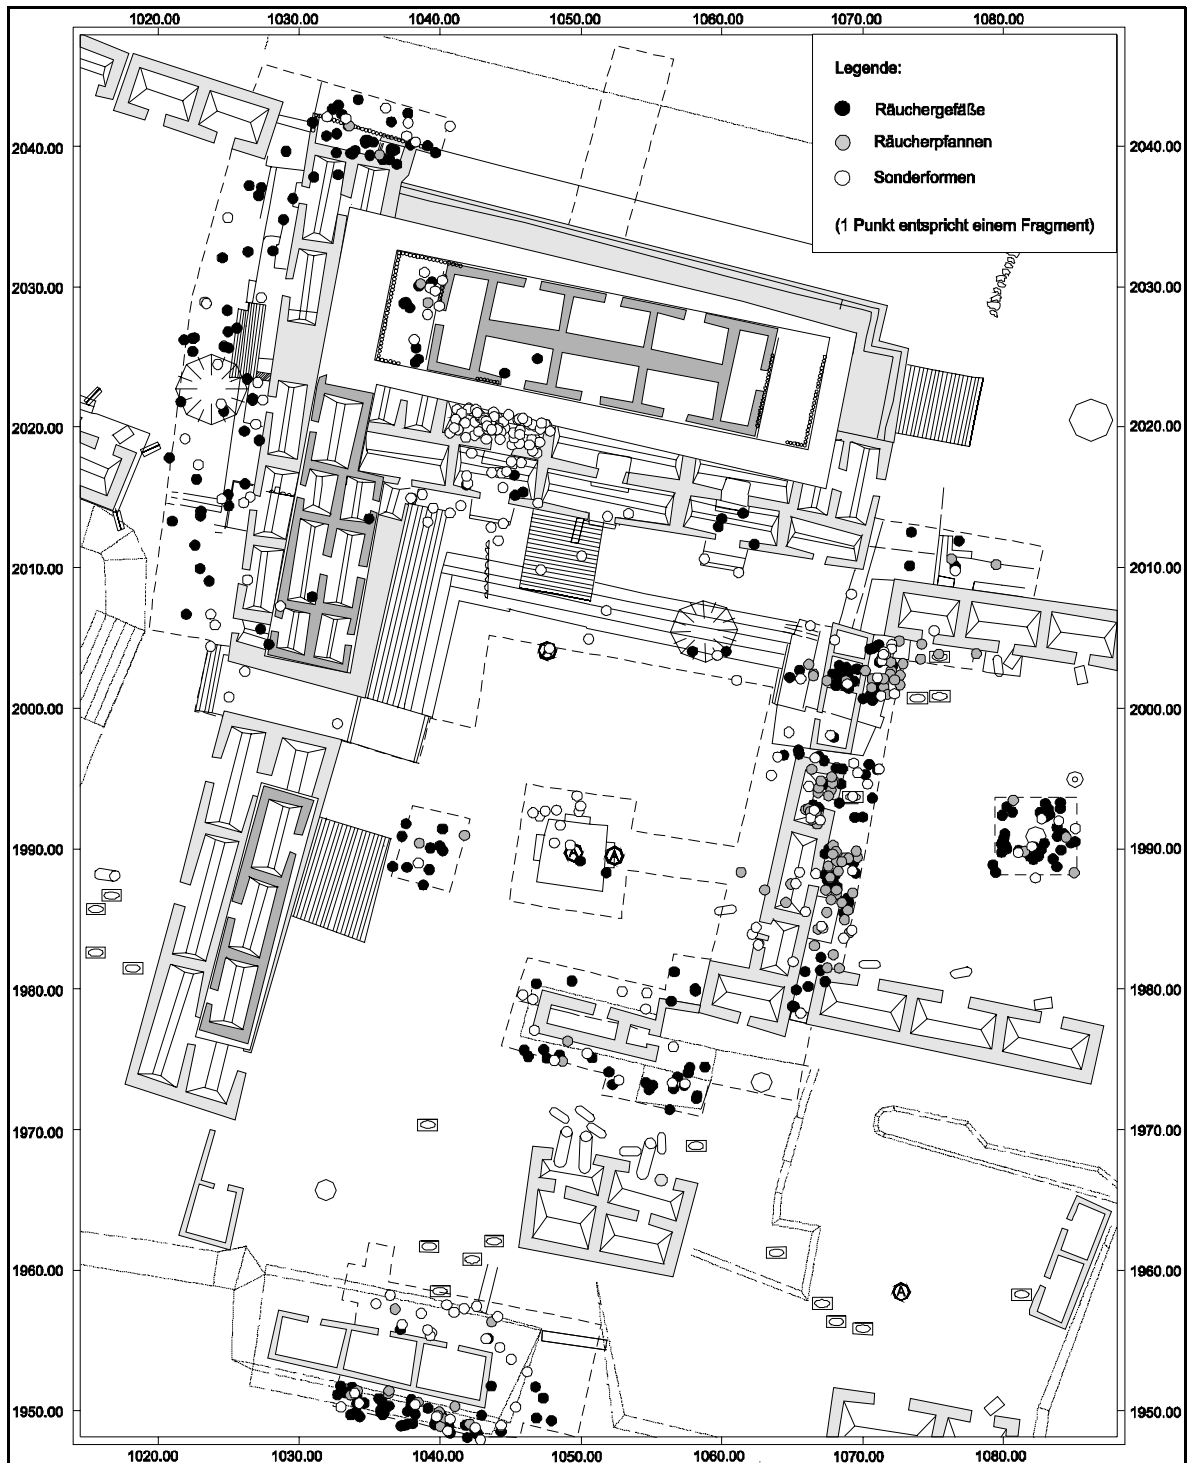 1020.00 1030.00 1040.00 1050.00 1060.00 1070.00 1080.00
Legende:
Räuchergefäße
Räucherpfannen
Sonderformen
(1 Punkt entspricht einem Fragment)
2040.00 2040.00
2030.00 2030.00
2020.00 2020.00
2010.00 2010.00
2000.00 2000.00
1990.00 1990.00
1980.00 1980.00
1970.00 1970.00
1960.00 1960.00
A
1950.00 1950.00
1020.00 1030.00 1040.00 1050.00 1060.00 1070.00 1080.00